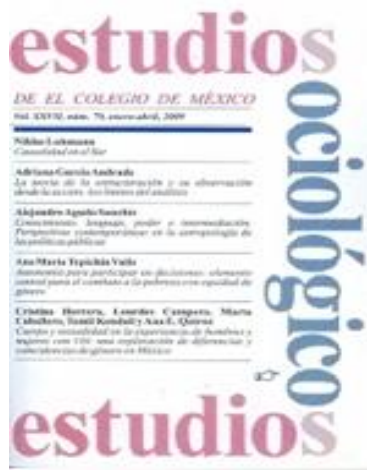 estudios
sociológicos
DE EL COLEGIO DE MÉXICO
Vol. XXVII, núm. 79, enero-abril, 2009
Niklas Luhmann
Causalidad en el Sur
Adriana García Andrade
La teoría de la estructuración y su observación
desde la acción: los límites del análisis
Alejandro Agudo Sanchíz
Conocimiento, lenguaje, poder e intermediación.
Perspectivas contemporáneas en la antropología de
las políticas públicas
Ana María Tepichin Valle
Autonomía para participar en decisiones: elemento
central para el combate a la pobreza con equidad de
género
Cristina Herrera, Lourdes Campero, Marta
Caballero, Tamil Kendall y Ana E. Quiroz
Cuerpo y sexualidad en la experiencia de hombres y
mujeres con VIH: una exploración de diferencias y
coincidencias de género en México
estudios